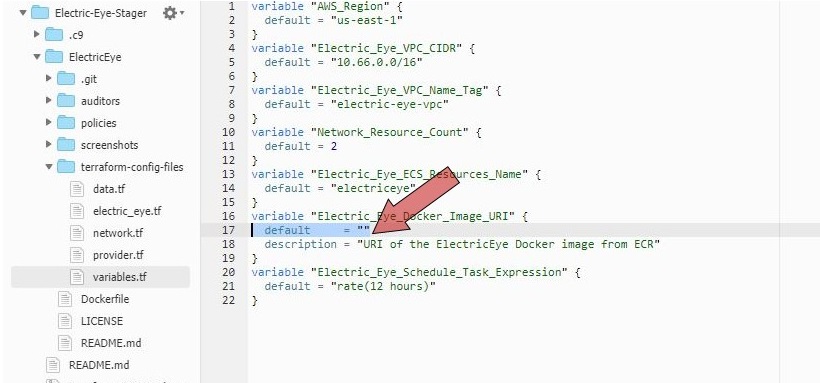 Electric-Eye-Stager
.c9
ElectricEye
.git
auditors
policies
screenshots
terraform-config-files
data.tf
electric_eye.tf
network.tf
provider.tf
variables.tf
Dockerfile
LICENSE
README.md
README.md
1 variable "AWS_Region" {
2   default = "us-east-1"
3 }
4 variable "Electric_Eye_VPC_CIDR" {
5   default = "10.66.0.0/16"
6 }
7 variable "Electric_Eye_VPC_Name_Tag" {
8   default = "electric-eye-vpc"
9 }
10 variable "Network_Resource_Count" {
11   default = 2
12 }
13 variable "Electric_Eye_ECS_Resources_Name" {
14   default = "electriceye"
15 }
16 variable "Electric_Eye_Docker_Image_URI" {
17   default     = ""
18   description = "URI of the ElectricEye Docker image from ECR"
19 }
20 variable "Electric_Eye_Schedule_Task_Expression" {
21   default = "rate(12 hours)"
22 }